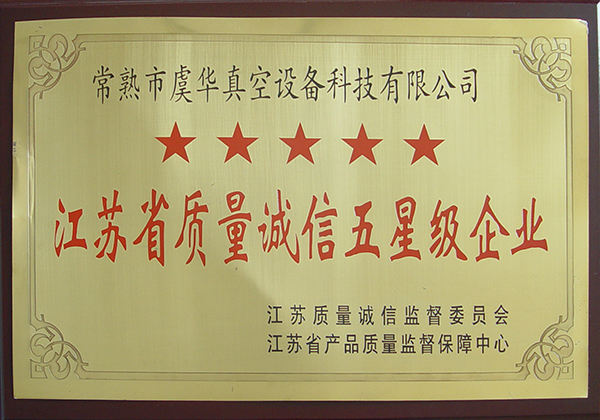 常熟市虞华真空设备科技有限公司
江苏省质量诚信五星级企业
江苏质量诚信监督委员会
江苏省产品质量监督保障中心